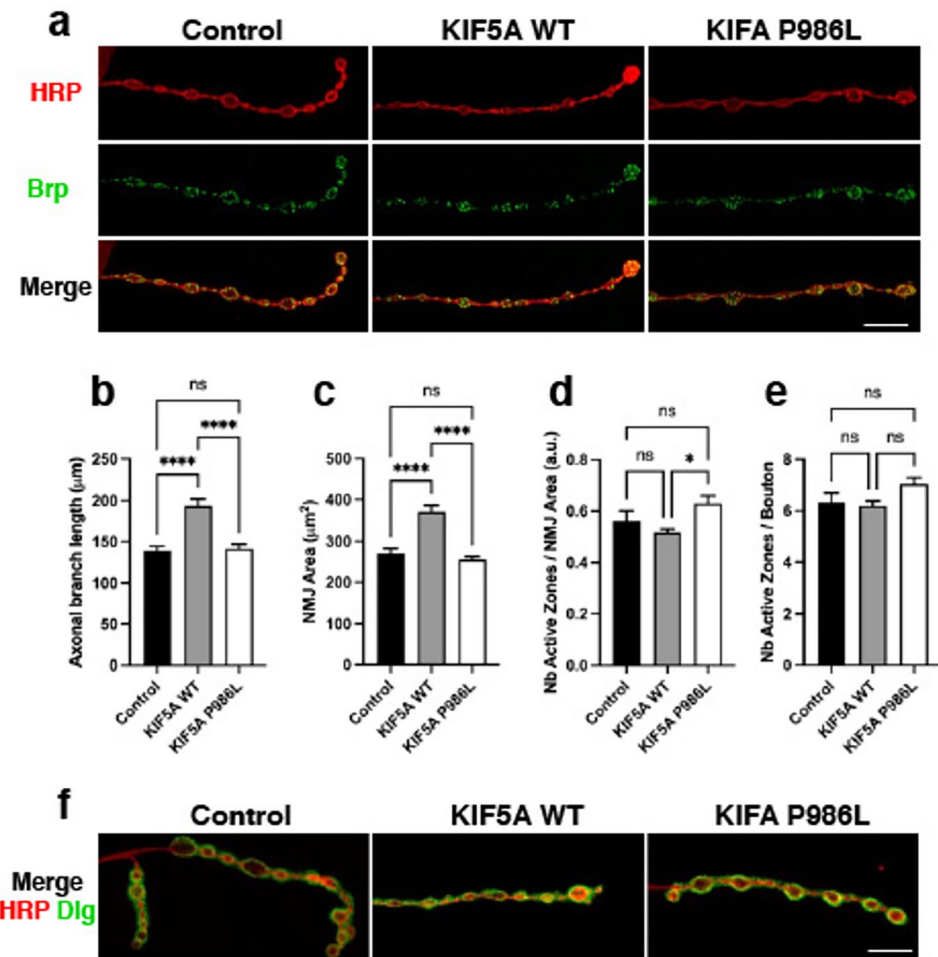 a
Control KIF5A WT KIFA P986L
HRP
Brp
Merge
b
ns
****
****
Axonal branch length (μm)
250
200
150
100
50
0
Control
KIF5A WT
KIF5A P986L
c
ns
****
****
NMJ Area (μm²)
500
400
300
200
100
0
Control
KIF5A WT
KIF5A P986L
d
ns
ns
*
Nb Active Zones / NMJ Area (a.u.)
0.8
0.6
0.4
0.2
0.0
Control
KIF5A WT
KIF5A P986L
e
ns
ns
ns
Nb Active Zones / Bouton
8
6
4
2
0
Control
KIF5A WT
KIF5A P986L
f
Control KIF5A WT KIFA P986L
Merge
HRP Dlg